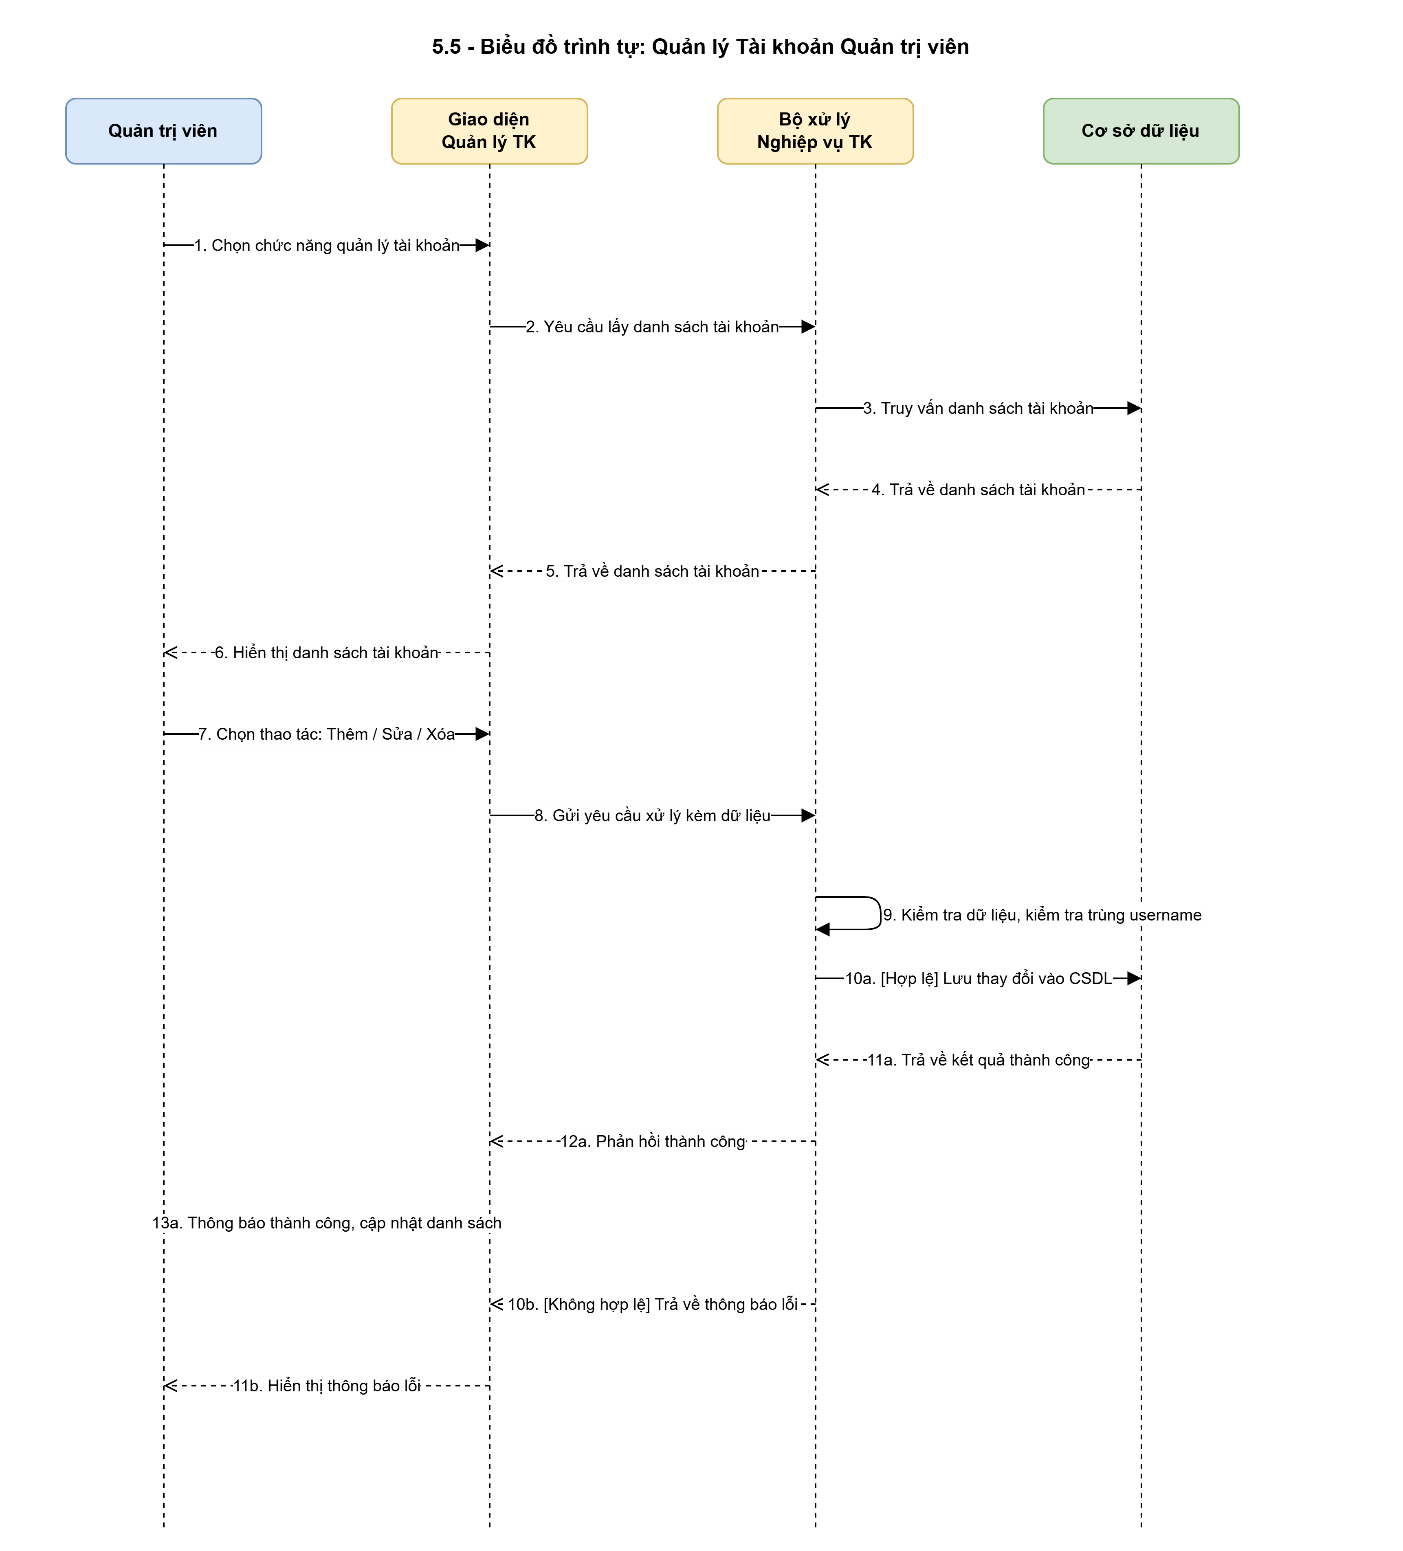 5.5 - Biểu đồ trình tự: Quản lý Tài khoản Quản trị viên
Quản trị viên
Giao diện
Quản lý TK
Bộ xử lý
Nghiệp vụ TK
Cơ sở dữ liệu
1. Chọn chức năng quản lý tài khoản
2. Yêu cầu lấy danh sách tài khoản
3. Truy vấn danh sách tài khoản
4. Trả về danh sách tài khoản
5. Trả về danh sách tài khoản
6. Hiển thị danh sách tài khoản
7. Chọn thao tác: Thêm / Sửa / Xóa
8. Gửi yêu cầu xử lý kèm dữ liệu
9. Kiểm tra dữ liệu, kiểm tra trùng username
10a. [Hợp lệ] Lưu thay đổi vào CSDL
11a. Trả về kết quả thành công
12a. Phản hồi thành công
13a. Thông báo thành công, cập nhật danh sách
10b. [Không hợp lệ] Trả về thông báo lỗi
11b. Hiển thị thông báo lỗi